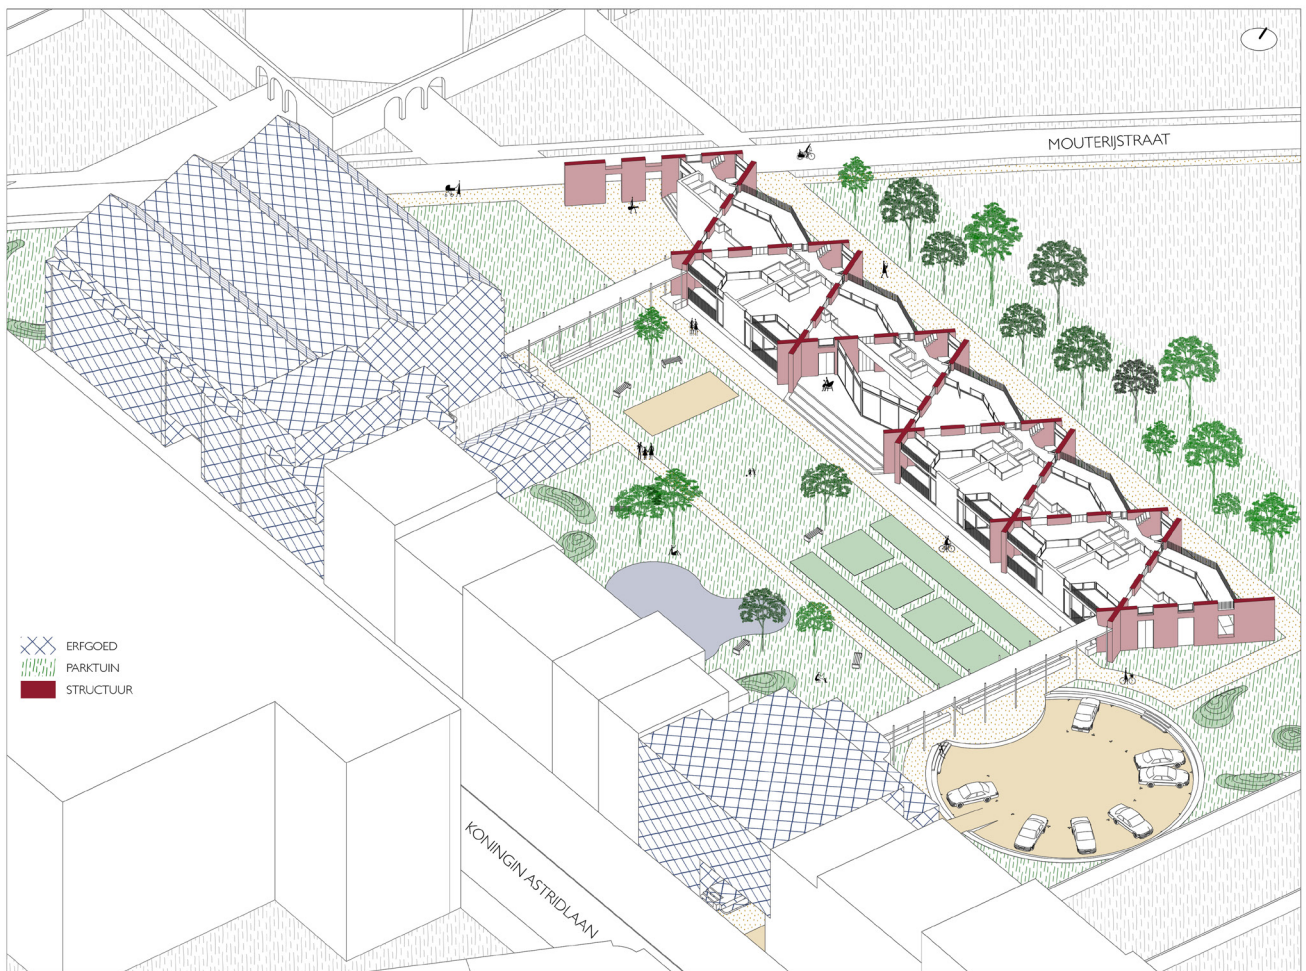 MOUTERIJSTRAAT
ERFGOED
PARKTUIN
STRUCTUUR
KONINGIN ASTRIDLAAN